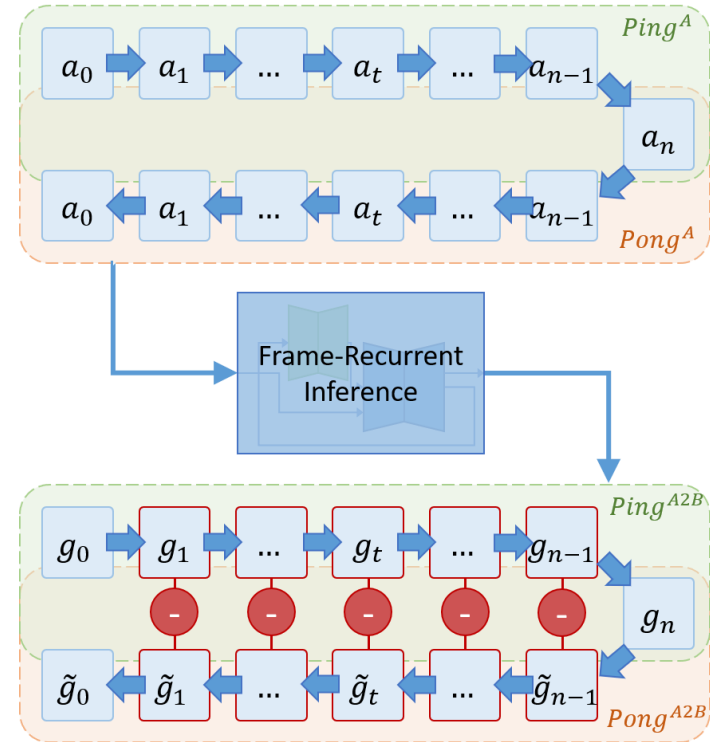 Ping^A
a_0 a_1 ... a_t ... a_{n-1}
a_n
a_0 a_1 ... a_t ... a_{n-1}
Pong^A
Frame-Recurrent
Inference
Ping^{A2B}
g_0 g_1 ... g_t ... g_{n-1}
- - - - -
g_n
g̃_0 g̃_1 ... g̃_t ... g̃_{n-1}
Pong^{A2B}